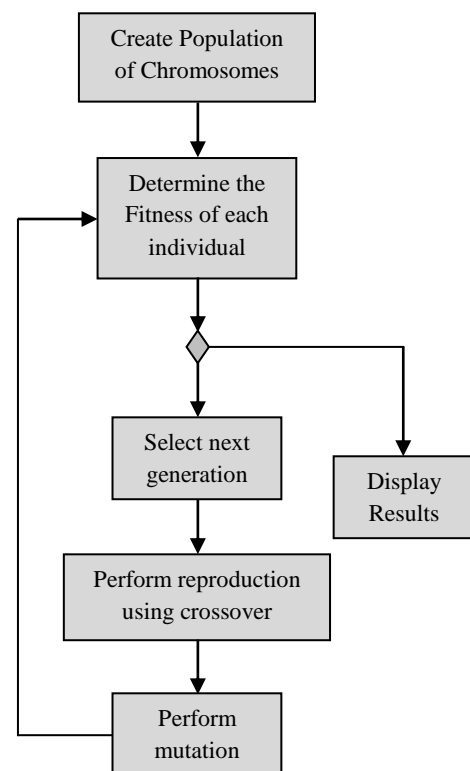 Create Population
of Chromosomes
Determine the
Fitness of each
individual
Select next
generation
Display
Results
Perform reproduction
using crossover
Perform
mutation